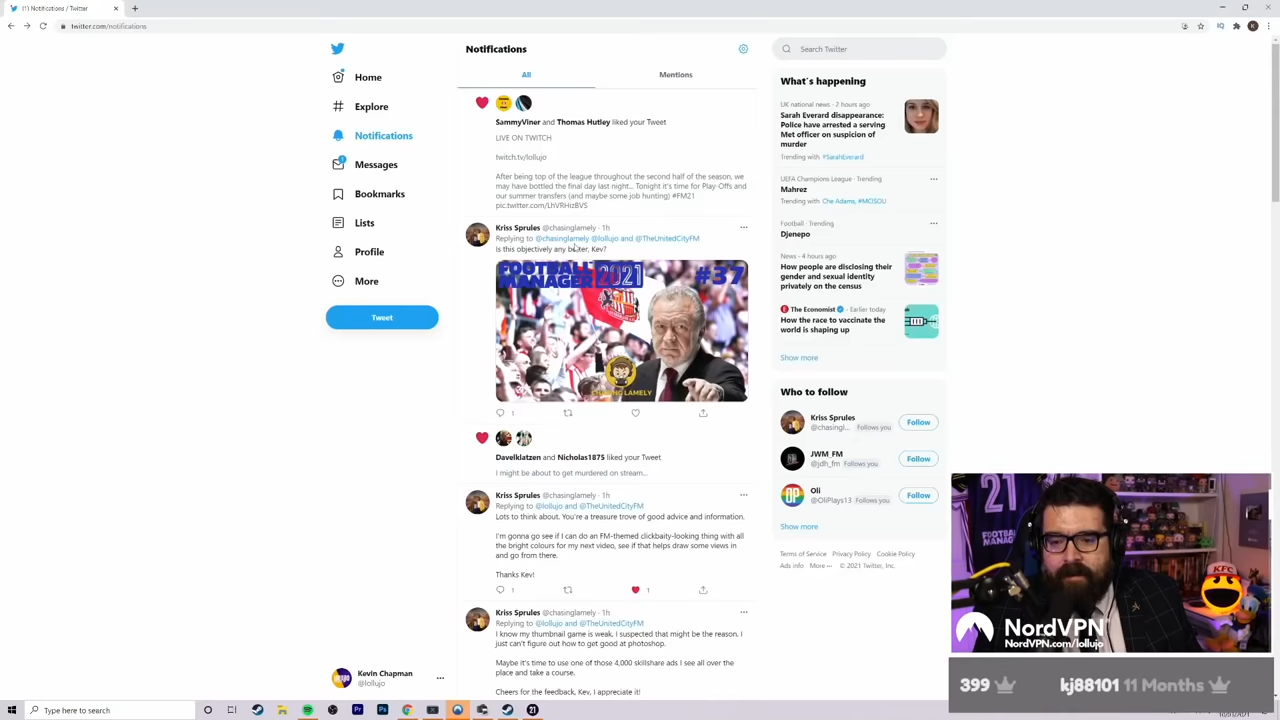 (1) Notifications / Twitter
twitter.com/notifications
Home
Explore
Notifications
Messages
Bookmarks
Lists
Profile
More
Tweet
Kevin Chapman
@lollujo
Notifications
All
Mentions
SammyViner and Thomas Hutley liked your Tweet
LIVE ON TWITCH
twitch.tv/lollujo
After being top of the league throughout the second half of the season, we
may have bottled the final day last night... Tonight it's time for Play-Offs and
our summer transfers (and maybe some job hunting) #FM21
pic.twitter.com/LhVRHizBVS
Kriss Sprules @chasinglamely · 1h
Replying to @chasinglamely @lollujo and @TheUnitedCityFM
Is this objectively any better, Kev?
FOOTBALL
MANAGER 2021
#37
CHASING LAMELY
1
Daveiklatzen and Nicholas1875 liked your Tweet
I might be about to get murdered on stream...
Kriss Sprules @chasinglamely · 1h
Replying to @lollujo and @TheUnitedCityFM
Lots to think about. You're a treasure trove of good advice and information.
I'm gonna go see if I can do an FM-themed clickbaity-looking thing with all
the bright colours for my next video, see if that helps draw some views in
and go from there.
Thanks Kev!
1 1
Kriss Sprules @chasinglamely · 1h
Replying to @lollujo and @TheUnitedCityFM
I know my thumbnail game is weak, I suspected that might be the reason. I
just can't figure out how to get good at photoshop.
Maybe it's time to use one of those 4,000 skillshare ads I see all over the
place and take a course.
Cheers for the feedback, Kev, I appreciate it!
Search Twitter
What's happening
UK national news · 2 hours ago
Sarah Everard disappearance:
Police have arrested a serving
Met officer on suspicion of
murder
Trending with #SarahEverard
UEFA Champions League · Trending
Mahrez
Trending with Che Adams, #MCISOU
Football · Trending
Djenepo
News · 4 hours ago
How people are disclosing their
gender and sexual identity
privately on the census
The Economist · Earlier today
How the race to vaccinate the
world is shaping up
Show more
Who to follow
Kriss Sprules
@chasingl... Follows you
Follow
JWM_FM
@jdh_fm Follows you
Follow
Oli
@OliPlays13 Follows you
Follow
Show more
Terms of Service Privacy Policy Cookie Policy
Ads info More··· © 2021 Twitter, Inc.
21
FOOTBALL
KFC
NordVPN
NordVPN.com/lollujo
399
kj88101 11 Months
Type here to search